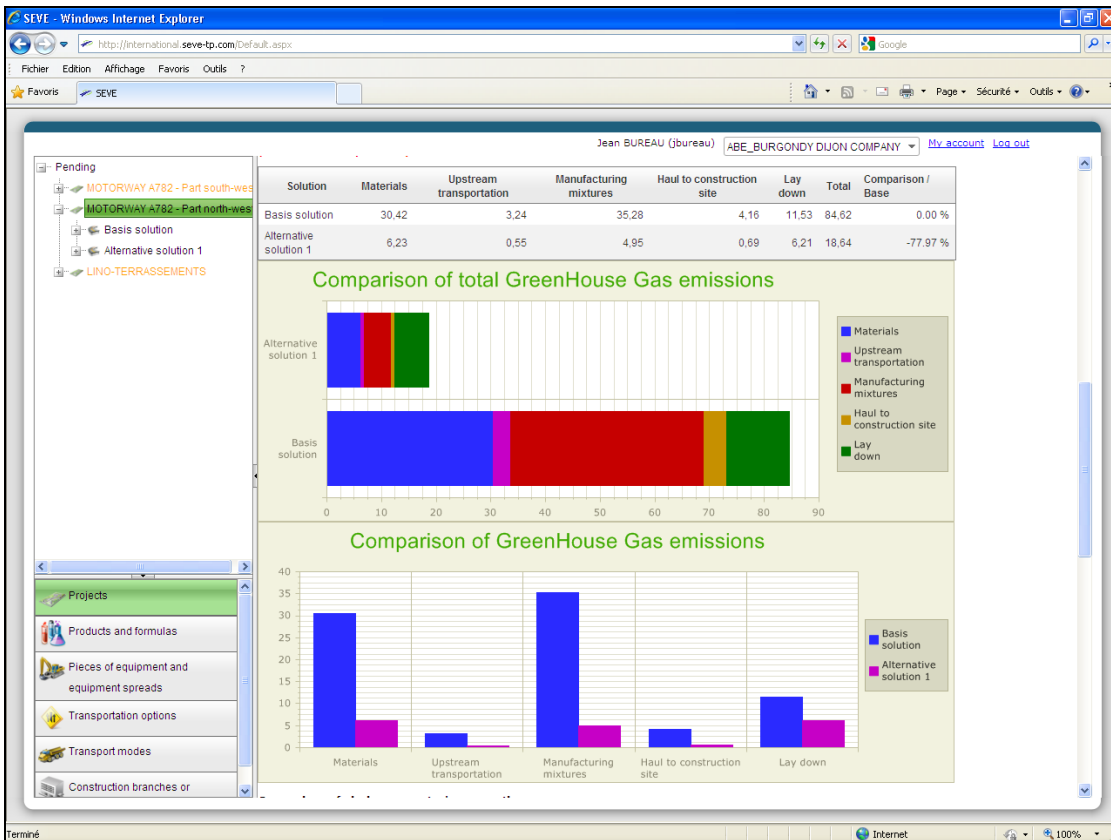 SEVE - Windows Internet Explorer
http://international.seve-tp.com/Default.aspx
Google
Fichier Edition Affichage Favoris Outils ?
Favoris SEVE Page Sécurité Outils
Jean BUREAU (jbureau) ABE_BURGONDY DIJON COMPANY My account Log out
Pending
MOTORWAY A782 - Part south-wes
MOTORWAY A782 - Part north-wes
Basis solution
Alternative solution 1
LINO-TERRASSEMENTS
Projects
Products and formulas
Pieces of equipment and
equipment spreads
Transportation options
Transport modes
Construction branches or
Solution Materials Upstream transportation Manufacturing mixtures Haul to construction site Lay down Total Comparison / Base
Basis solution 30,42 3,24 35,28 4,16 11,53 84,62 0.00 %
Alternative solution 1 6,23 0,55 4,95 0,69 6,21 18,64 -77.97 %
Comparison of total GreenHouse Gas emissions
Alternative
solution 1
Basis
solution
0 10 20 30 40 50 60 70 80 90
Materials
Upstream
transportation
Manufacturing
mixtures
Haul to
construction site
Lay
down
Comparison of GreenHouse Gas emissions
40
35
30
25
20
15
10
5
0
Materials Upstream transportation Manufacturing mixtures Haul to construction site Lay down
Basis
solution
Alternative
solution 1
Terminé Internet 100%